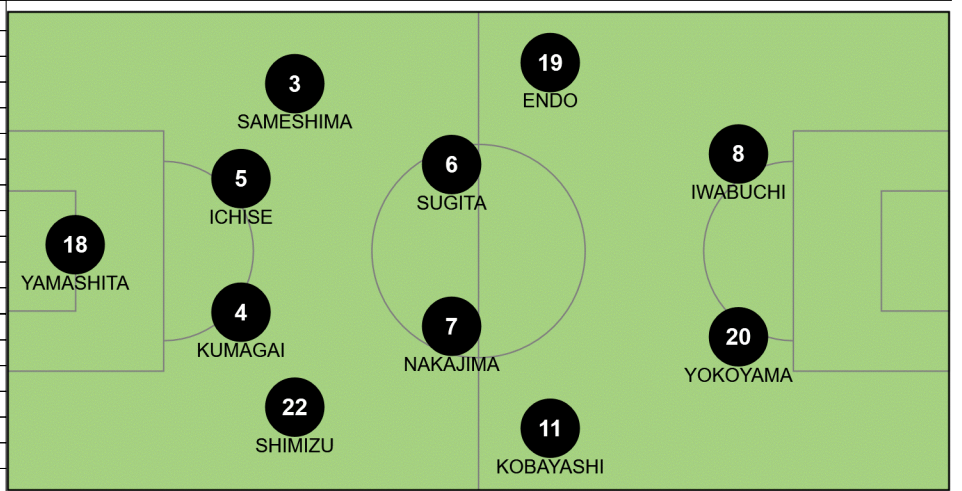 19
ENDO
3
SAMESHIMA
8
IWABUCHI
6
SUGITA
5
ICHISE
18
YAMASHITA
4
KUMAGAI
7
NAKAJIMA
20
YOKOYAMA
22
SHIMIZU
11
KOBAYASHI